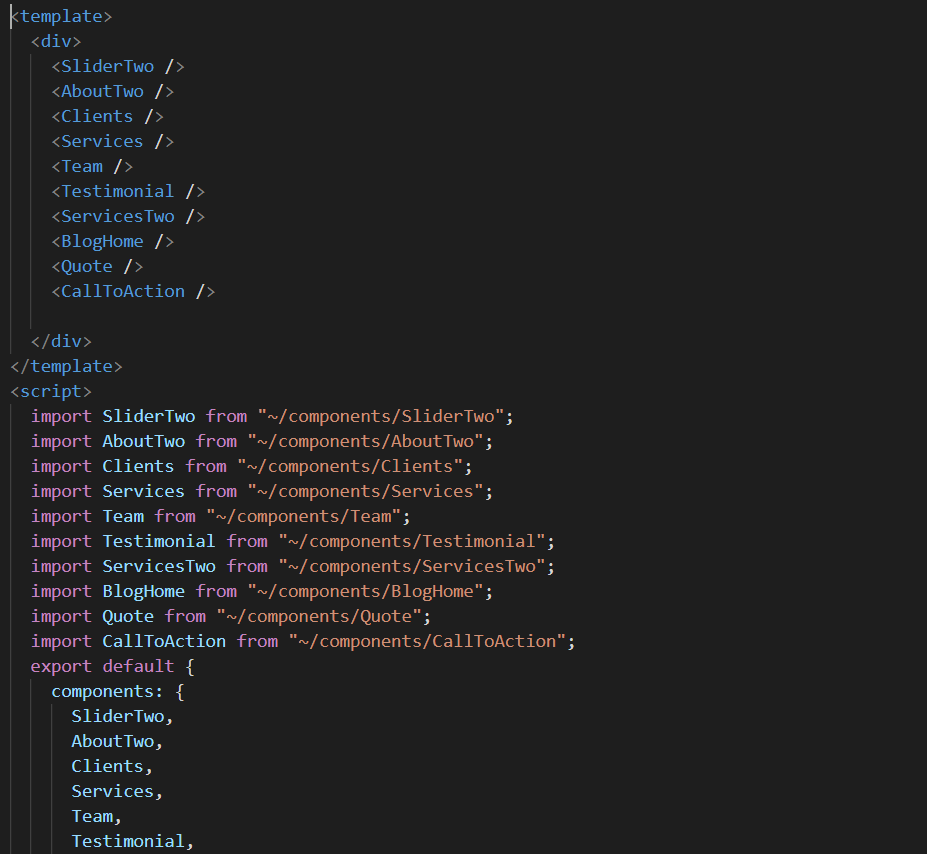 <template>
  <div>
    <SliderTwo />
    <AboutTwo />
    <Clients />
    <Services />
    <Team />
    <Testimonial />
    <ServicesTwo />
    <BlogHome />
    <Quote />
    <CallToAction />

  </div>
</template>
<script>
  import SliderTwo from "~/components/SliderTwo";
  import AboutTwo from "~/components/AboutTwo";
  import Clients from "~/components/Clients";
  import Services from "~/components/Services";
  import Team from "~/components/Team";
  import Testimonial from "~/components/Testimonial";
  import ServicesTwo from "~/components/ServicesTwo";
  import BlogHome from "~/components/BlogHome";
  import Quote from "~/components/Quote";
  import CallToAction from "~/components/CallToAction";
  export default {
    components: {
      SliderTwo,
      AboutTwo,
      Clients,
      Services,
      Team,
      Testimonial,